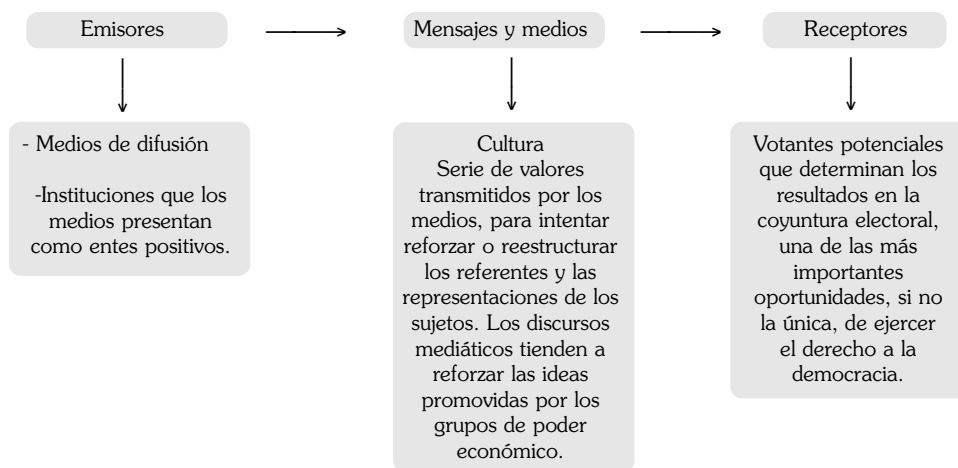 Emisores
Mensajes y medios
Receptores
- Medios de difusión
-Instituciones que los
medios presentan
como entes positivos.
Cultura
Serie de valores
transmitidos por los
medios, para intentar
reforzar o reestructurar
los referentes y las
representaciones de los
sujetos. Los discursos
mediáticos tienden a
reforzar las ideas
promovidas por los
grupos de poder
económico.
Votantes potenciales
que determinan los
resultados en la
coyuntura electoral,
una de las más
importantes
oportunidades, si no
la única, de ejercer
el derecho a la
democracia.